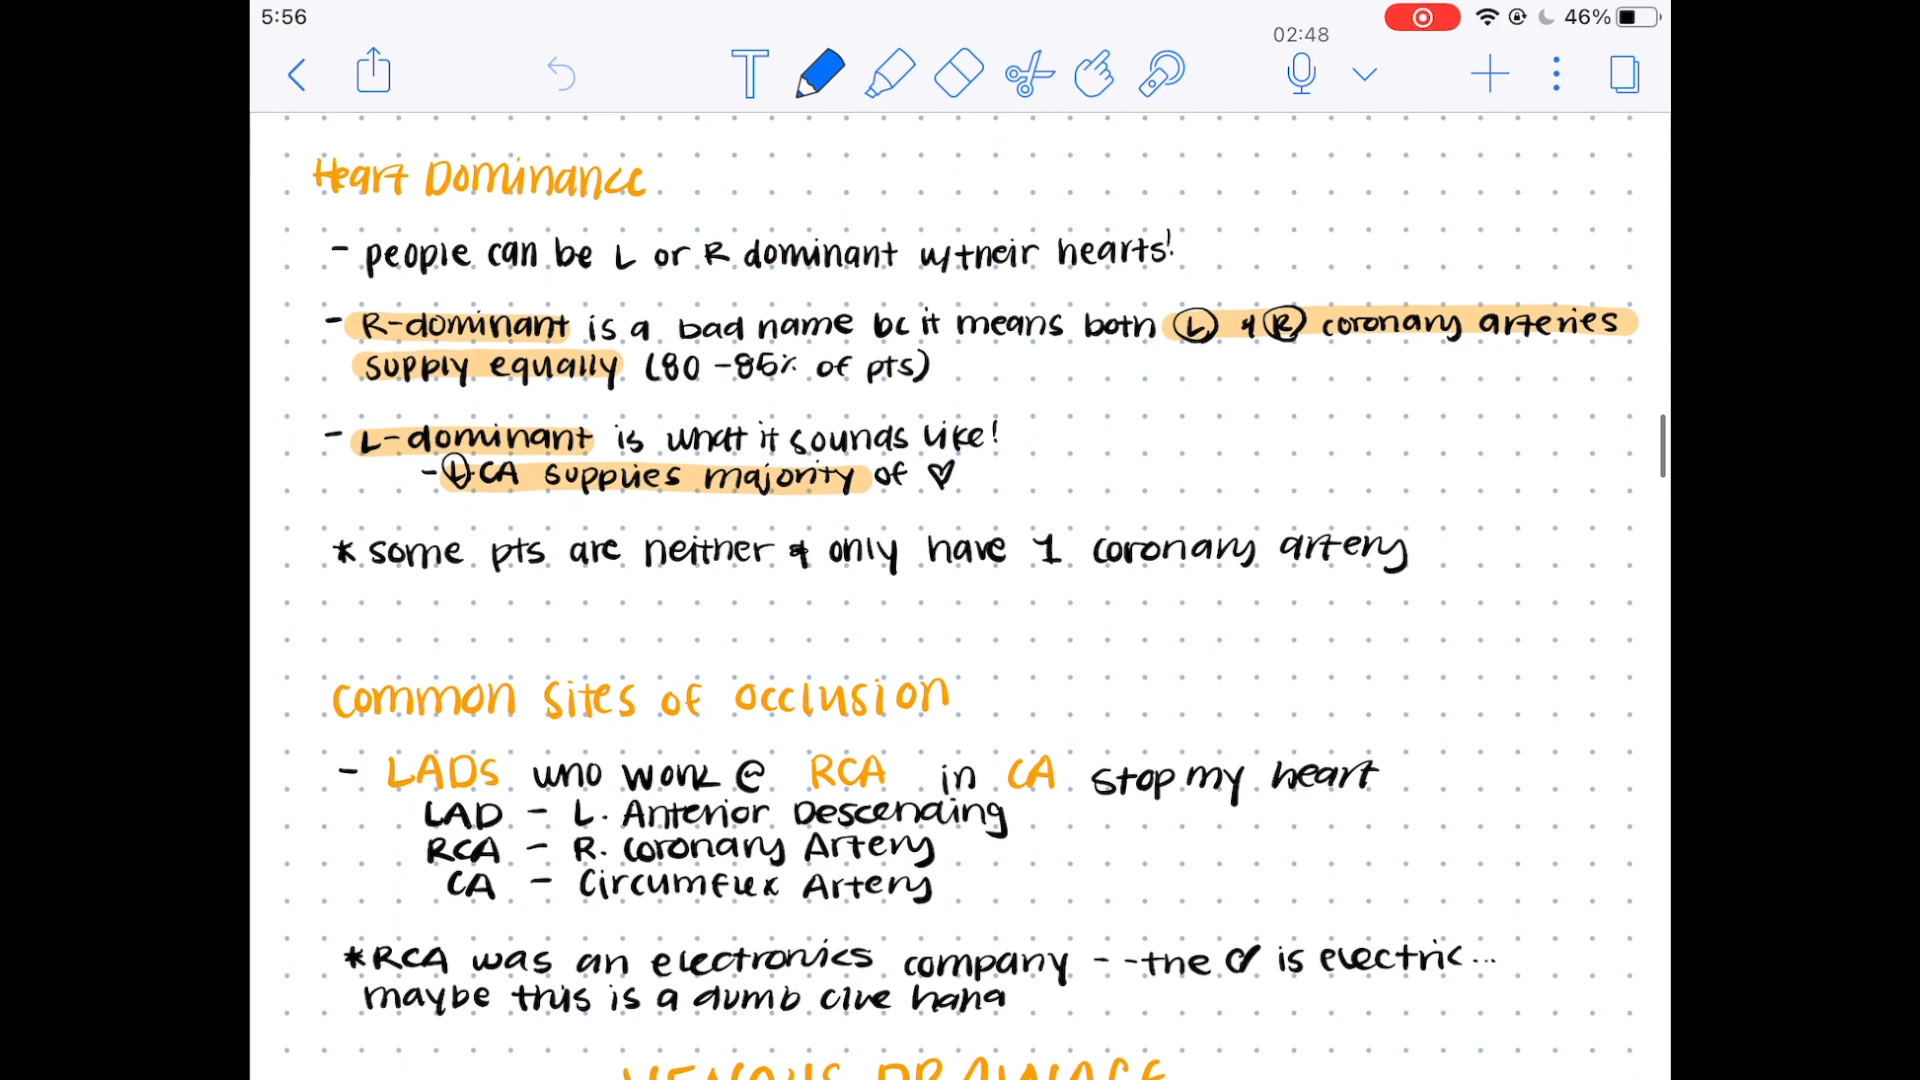 5:56
46%
02:48
T
Heart Dominance
- people can be L or R dominant w/their hearts!
- R-dominant is a bad name bc it means both Ⓛ & Ⓡ coronary arteries
supply equally (80-85% of pts)
- L-dominant is what it sounds like!
- ⓁCA supplies majority of ♡
* some pts are neither & only have 1 coronary artery
Common Sites of Occlusion
- LADs who work @ RCA in CA stop my heart
LAD - L. Anterior Descending
RCA - R. Coronary Artery
CA - Circumflex Artery
*RCA was an electronics company - -the ♡ is electric...
maybe this is a dumb clue haha
VENOUS DRAINAGE